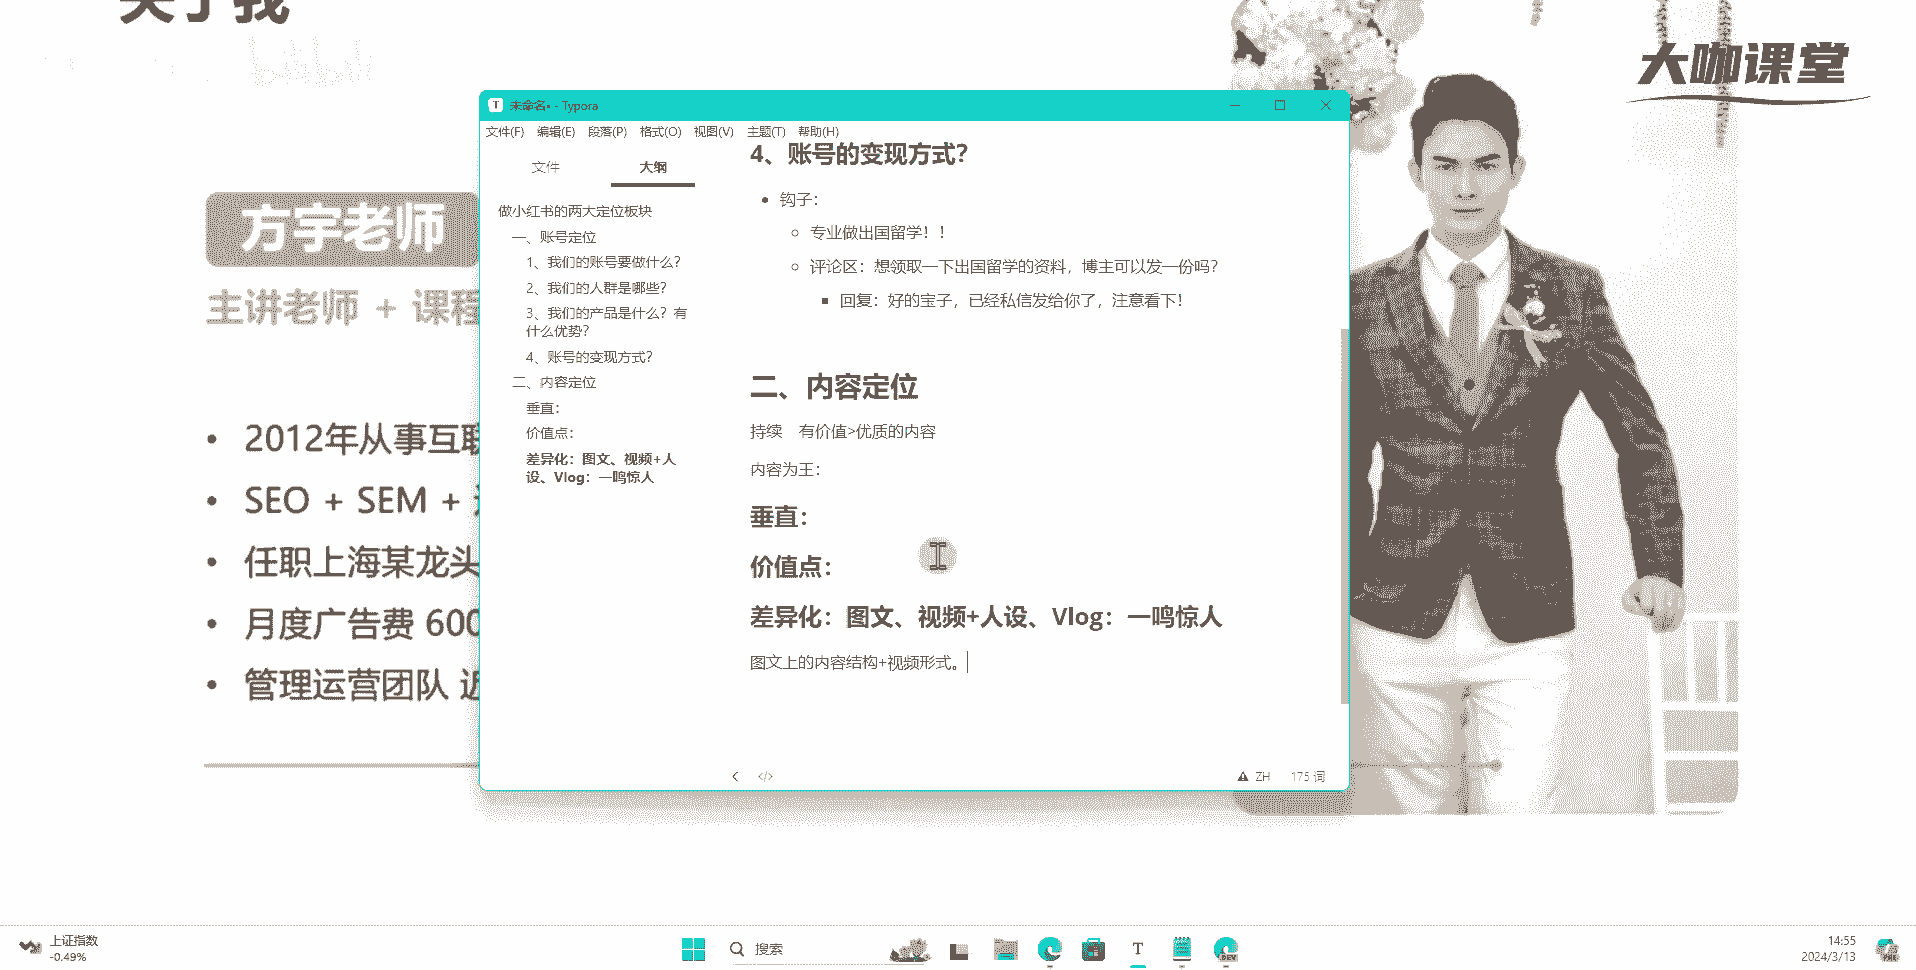 关于我
bilibili
大咖课堂
方宇老师
主讲老师 + 课程
2012年从事互联
SEO + SEM +
任职上海某龙头
月度广告费 600
管理运营团队 近
未命名• - Typora
文件(F) 编辑(E) 段落(P) 格式(O) 视图(V) 主题(T) 帮助(H)
文件 大纲
做小红书的两大定位板块
一、账号定位
1、我们的账号要做什么?
2、我们的人群是哪些?
3、我们的产品是什么? 有
什么优势?
4、账号的变现方式?
二、内容定位
垂直:
价值点:
差异化: 图文、视频+人
设、Vlog: 一鸣惊人
4、账号的变现方式?
钩子:
专业做出国留学! !
评论区: 想领取一下出国留学的资料, 博主可以发一份吗?
回复: 好的宝子, 已经私信发给你了, 注意看下!
二、内容定位
持续 有价值>优质的内容
内容为王:
垂直:
价值点:
差异化: 图文、视频+人设、Vlog: 一鸣惊人
图文上的内容结构+视频形式。
ZH 175 词
上证指数
-0.49%
搜索
T
DEV
14:55
2024/3/13
PRE